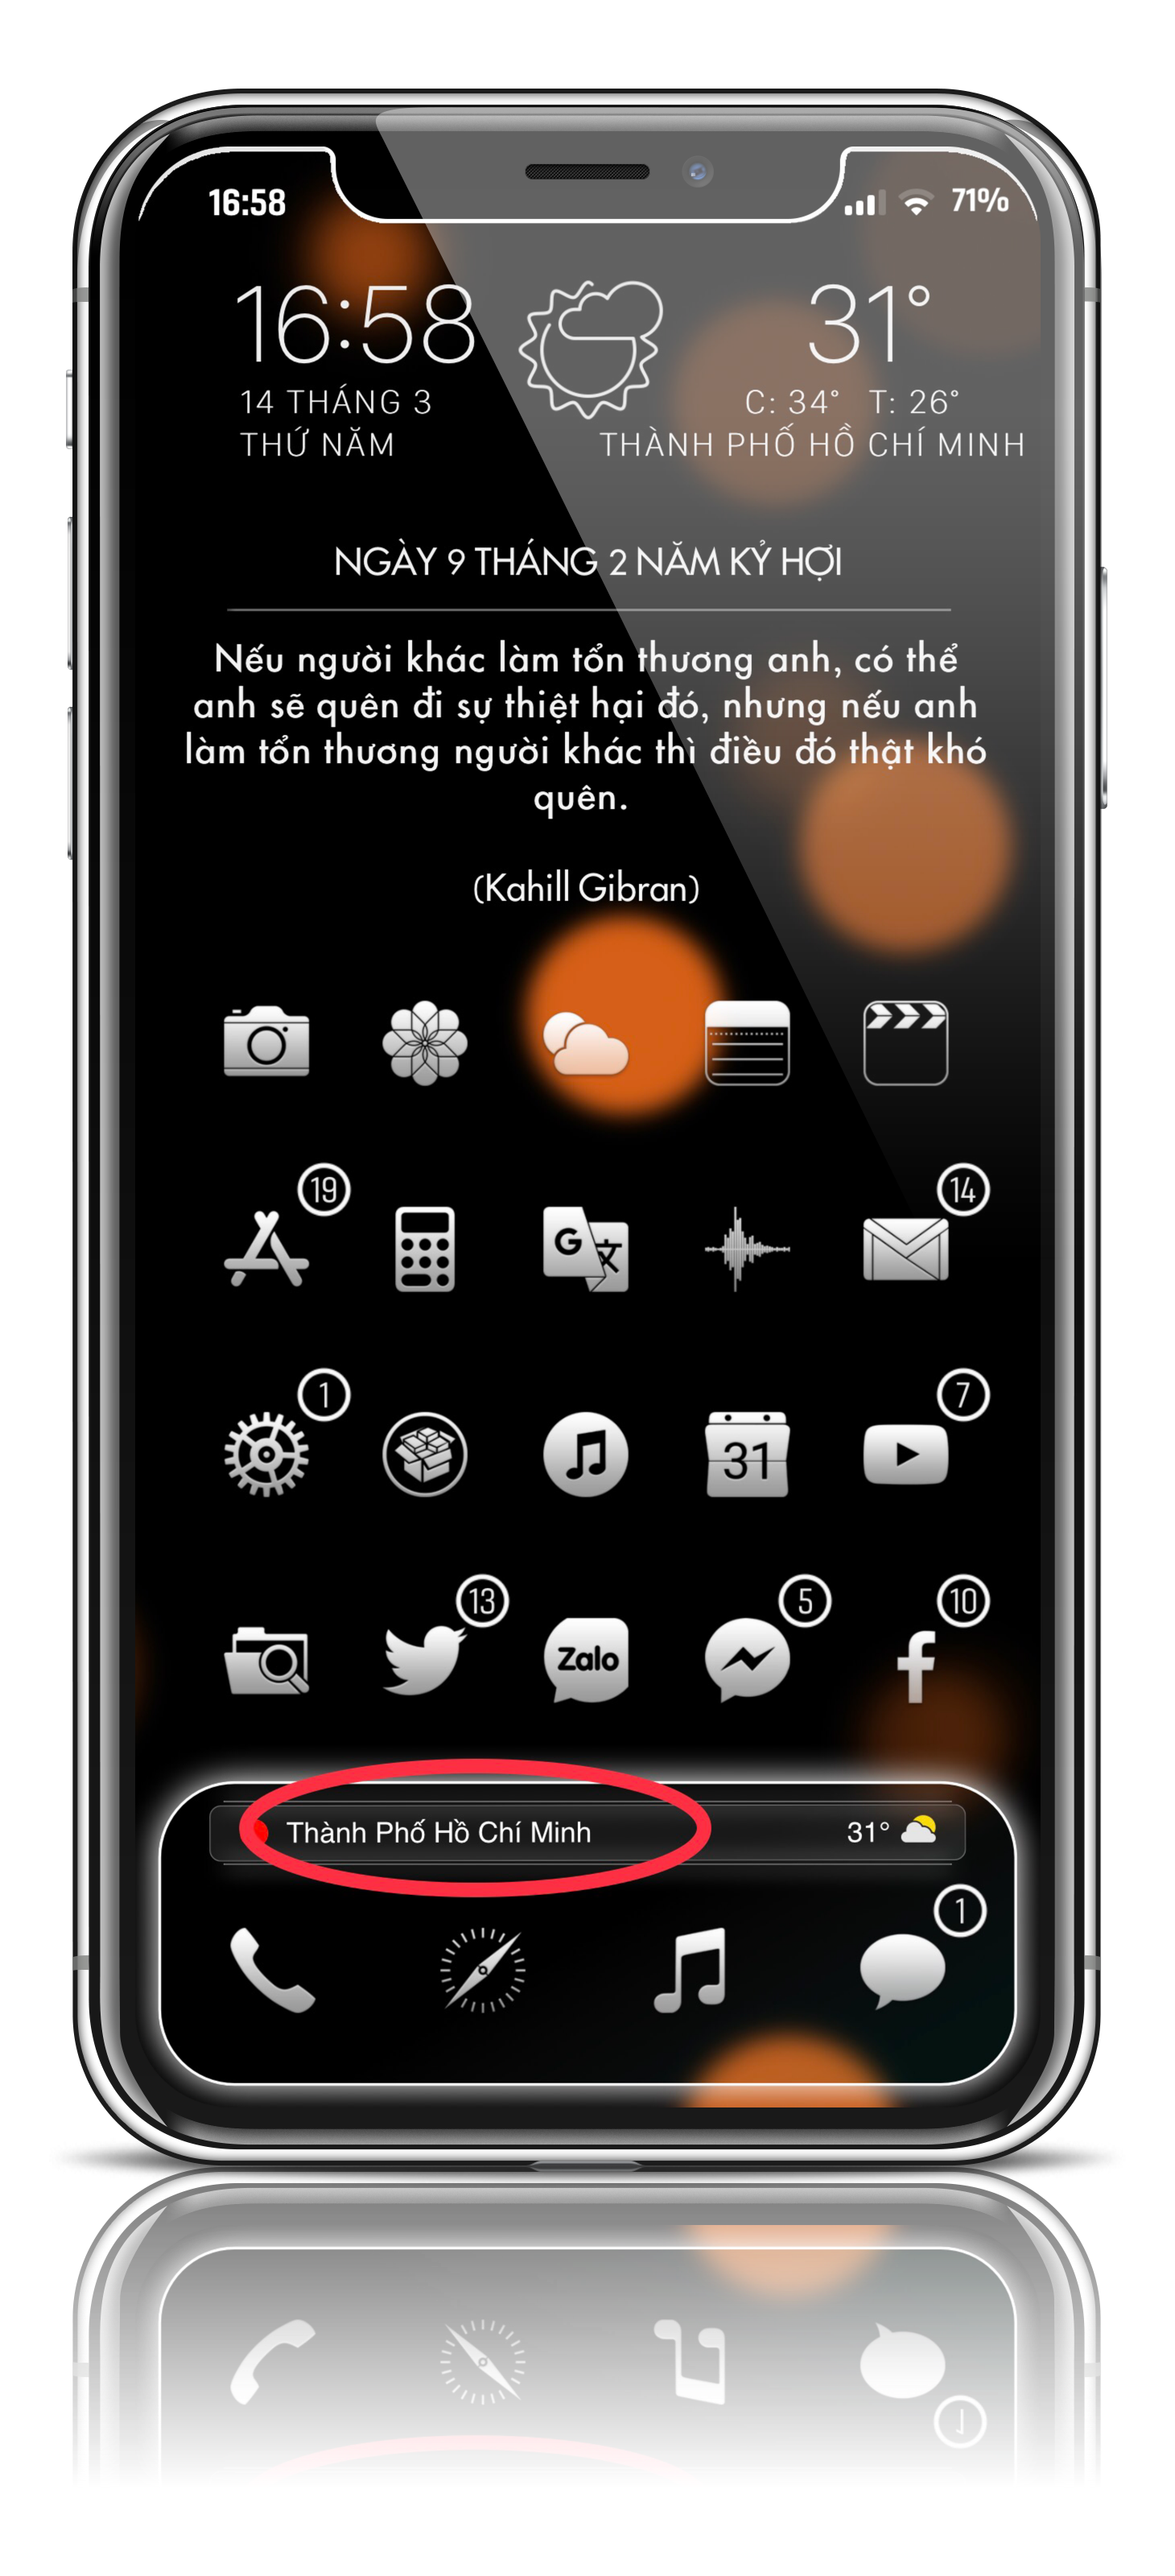 16:58
71%
16:58
31°
14 THÁNG 3
C: 34° T: 26°
THỨ NĂM
THÀNH PHỐ HỒ CHÍ MINH
NGÀY 9 THÁNG 2 NĂM KỶ HỢI
Nếu người khác làm tổn thương anh, có thể
anh sẽ quên đi sự thiệt hại đó, nhưng nếu anh
làm tổn thương người khác thì điều đó thật khó
quên.
(Kahill Gibran)
19
14
G 文
1
7
31
13
5
10
Zalo
f
Thành Phố Hồ Chí Minh
31°
1